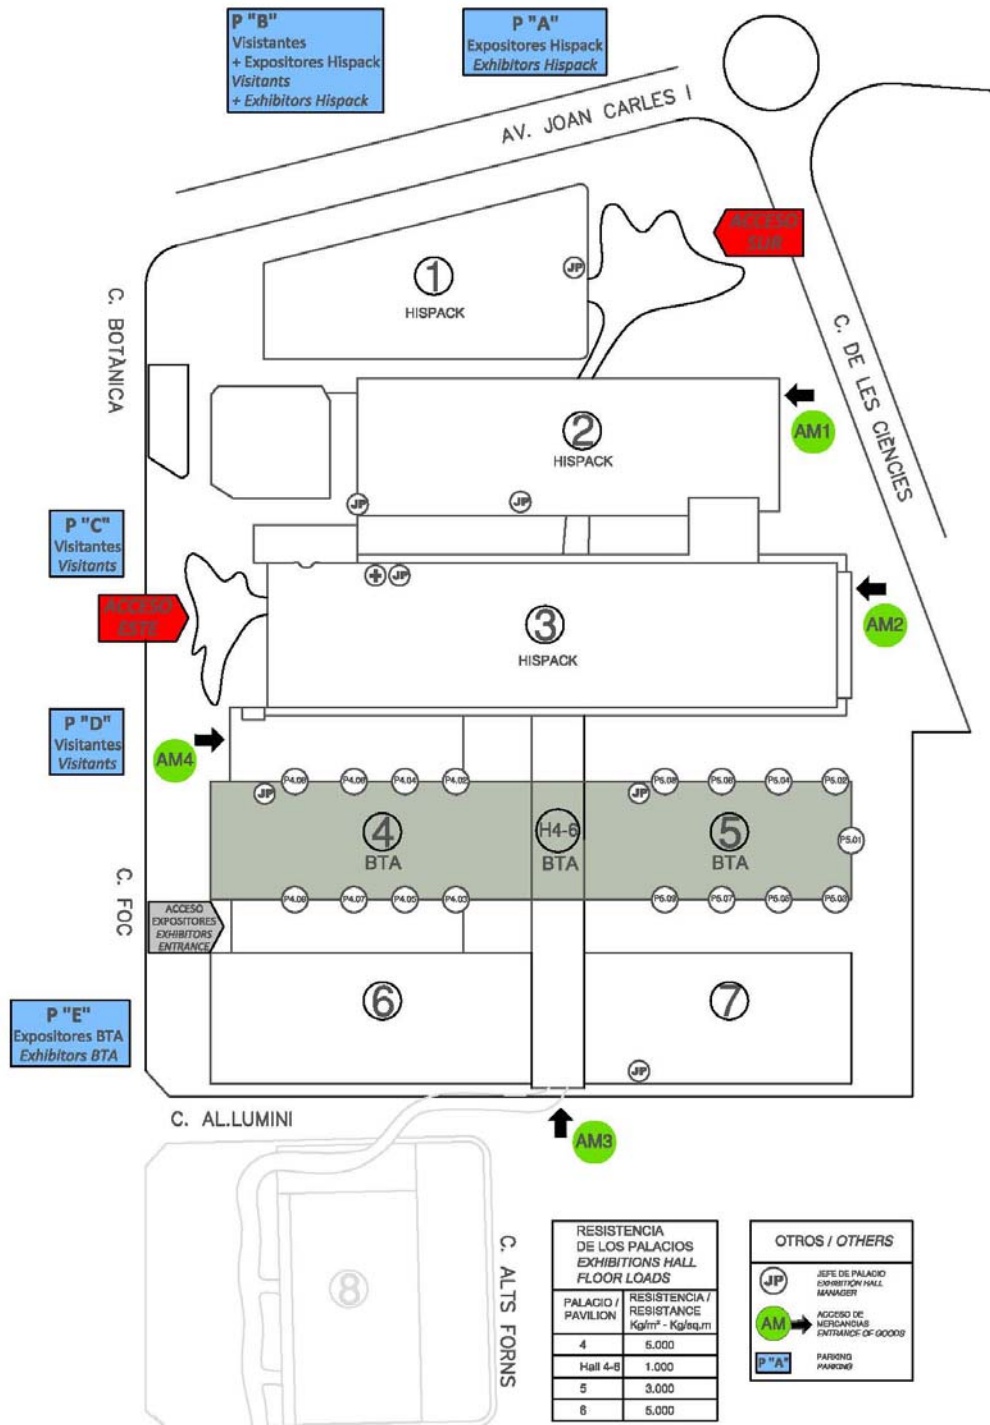 P "B"
Visistantes
+ Expositores Hispack
Visitants
+ Exhibitors Hispack
P "A"
Expositores Hispack
Exhibitors Hispack
AV. JOAN CARLES I
ACCESO
SUR
1
HISPACK
JP
C. BOTÀNICA
C. DE LES CIÈNCIES
2
HISPACK
AM1
JP
JP
P "C"
Visitantes
Visitants
ACCESO
ESTE
JP
3
HISPACK
AM2
P "D"
Visitantes
Visitants
AM4
P4.08
P4.06
P4.04
P4.02
P5.08
P5.06
P5.04
P5.02
JP
JP
4
BTA
H4-6
BTA
5
BTA
P5.01
C. FOC
P4.07
P4.05
P4.03
P5.09
P5.07
P5.03
ACCESO
EXPOSITORES
EXHIBITORS
ENTRANCE
6
7
P "E"
Expositores BTA
Exhibitors BTA
JP
C. AL.LUMINI
AM3
8
C. ALTS FORNS
RESISTENCIA
DE LOS PALACIOS
EXHIBITIONS HALL
FLOOR LOADS
PALACIO /
PAVILION
RESISTENCIA /
RESISTANCE
Kg/m² - Kg/sq.m
4
5.000
Hall 4-6
1.000
5
3.000
6
5.000
OTROS / OTHERS
JP
JEFE DE PALACIO
EXHIBITION HALL
MANAGER
AM
ACCESO DE
MERCANCIAS
ENTRANCE OF GOODS
P "A"
PARKING
PARKING